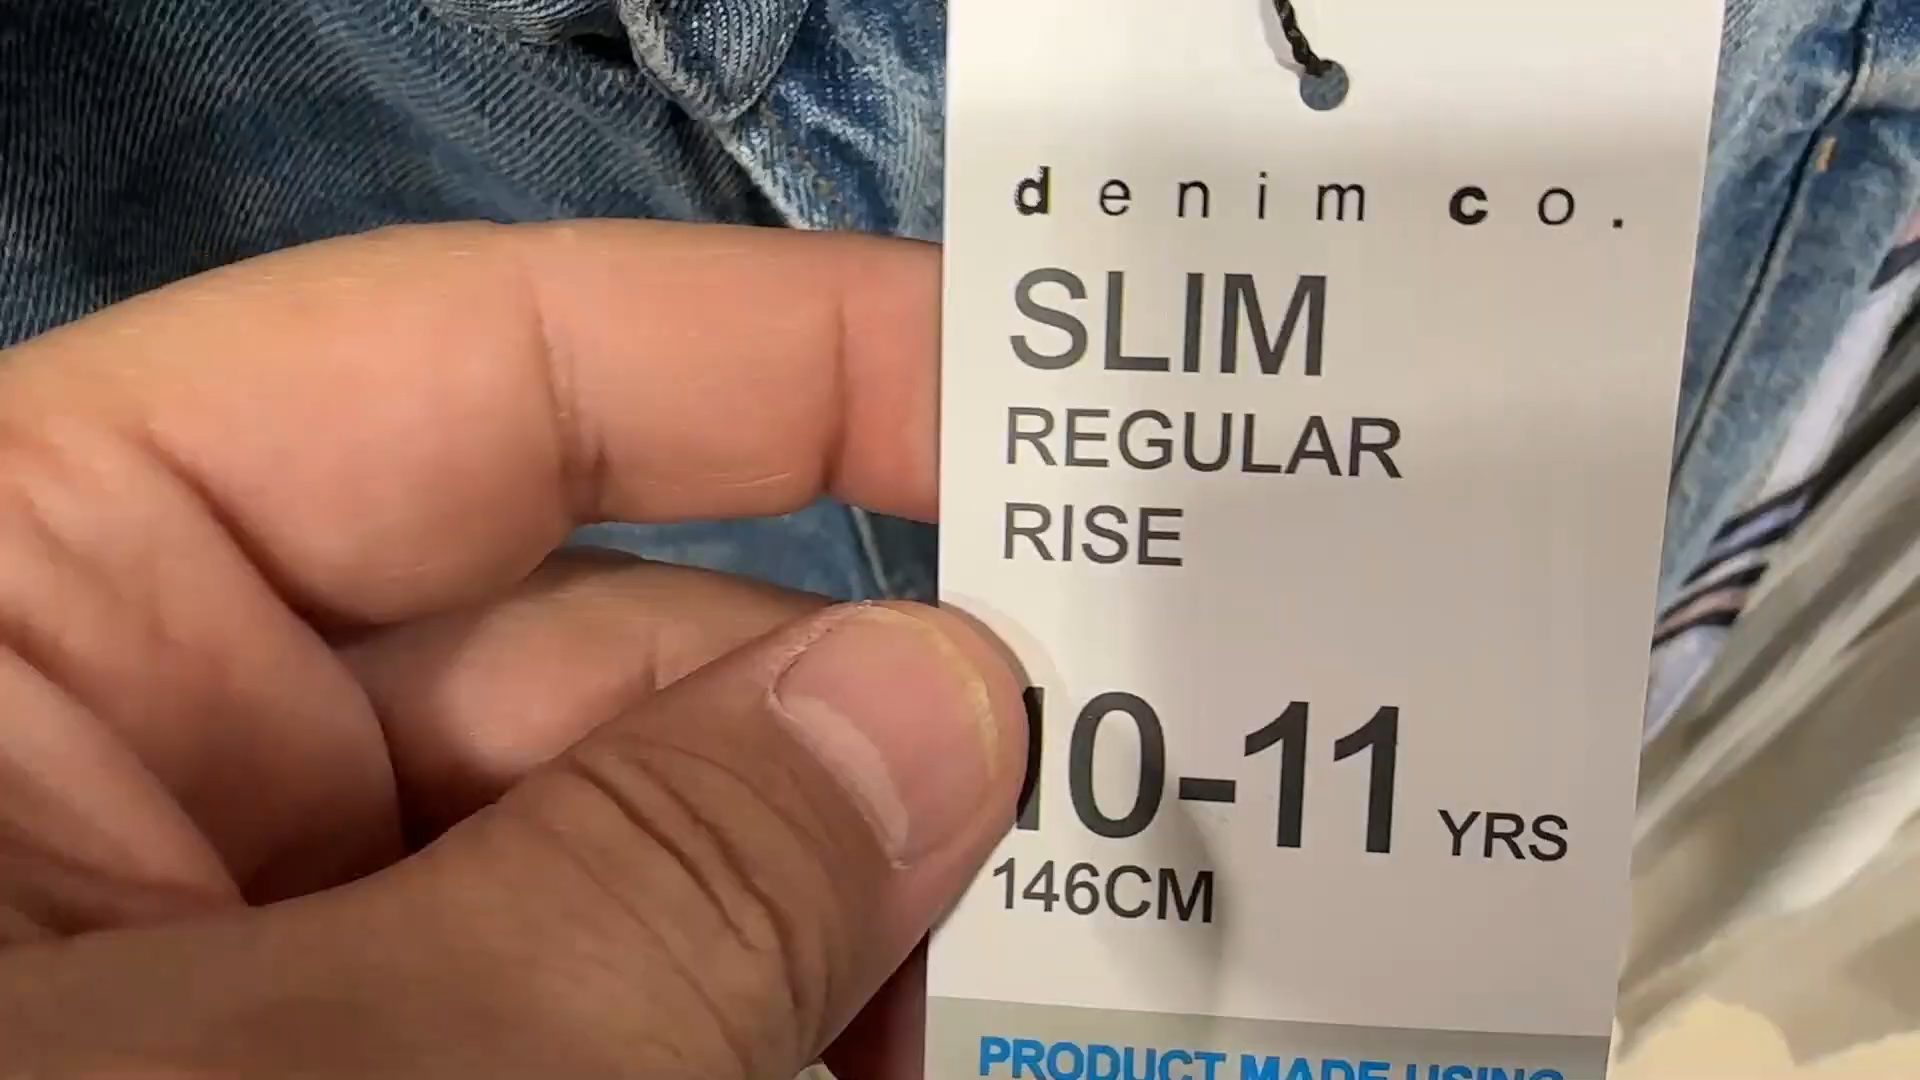 denim co.
SLIM
REGULAR
RISE
10-11 YRS
146CM
PRODUCT MADE USING